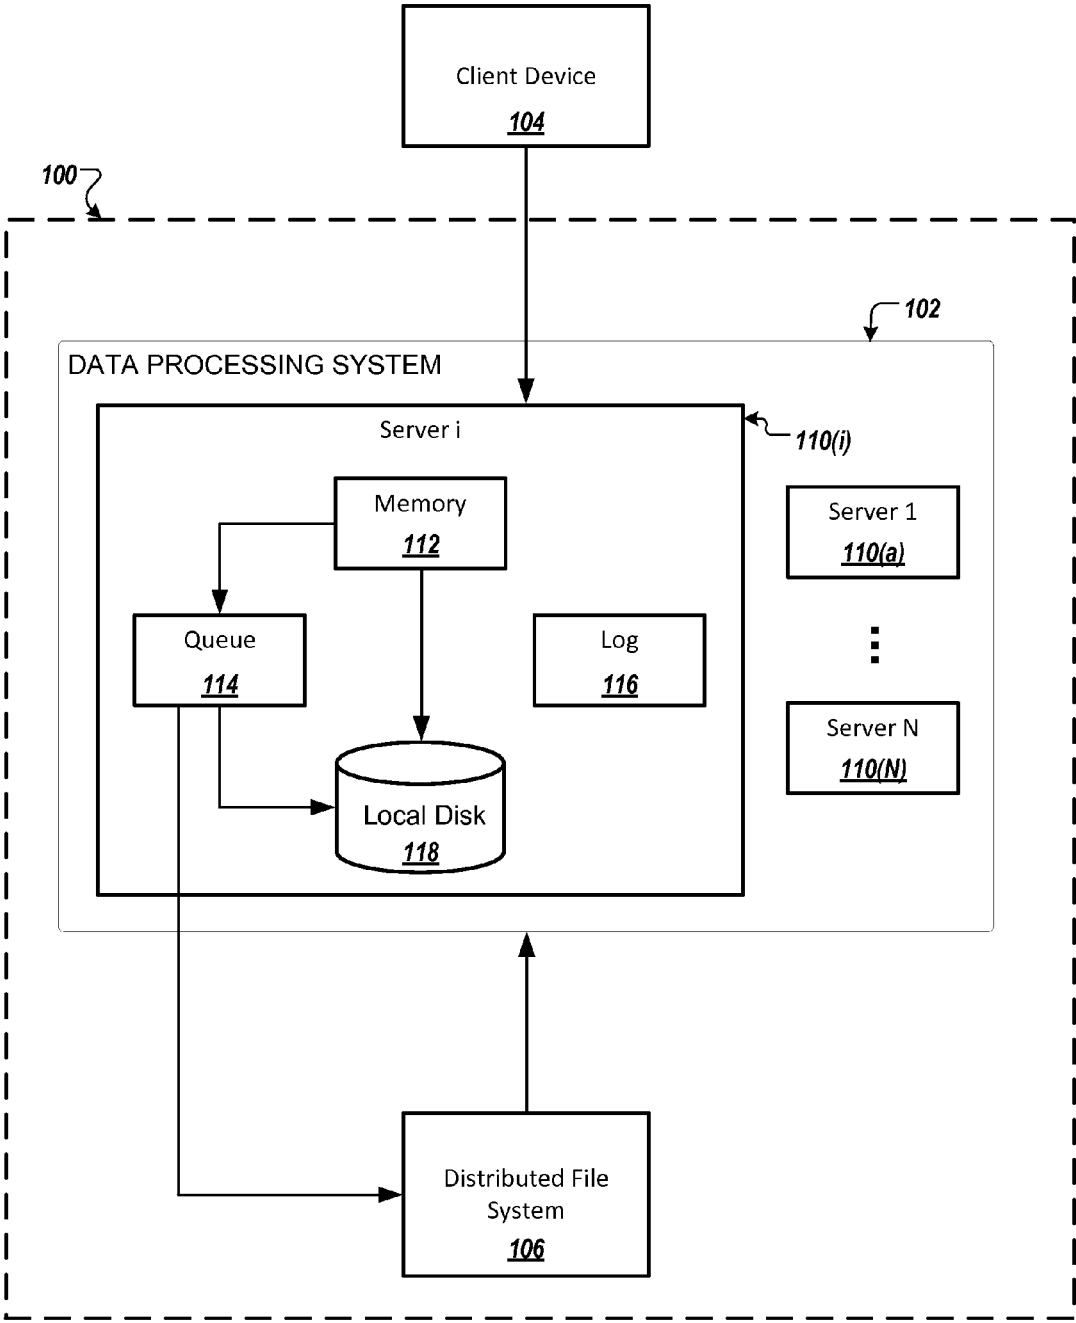 Client Device
104
100
102
DATA PROCESSING SYSTEM
Server i
110(i)
Memory
112
Server 1
110(a)
Queue
114
Log
116
Server N
110(N)
Local Disk
118
Distributed File
System
106